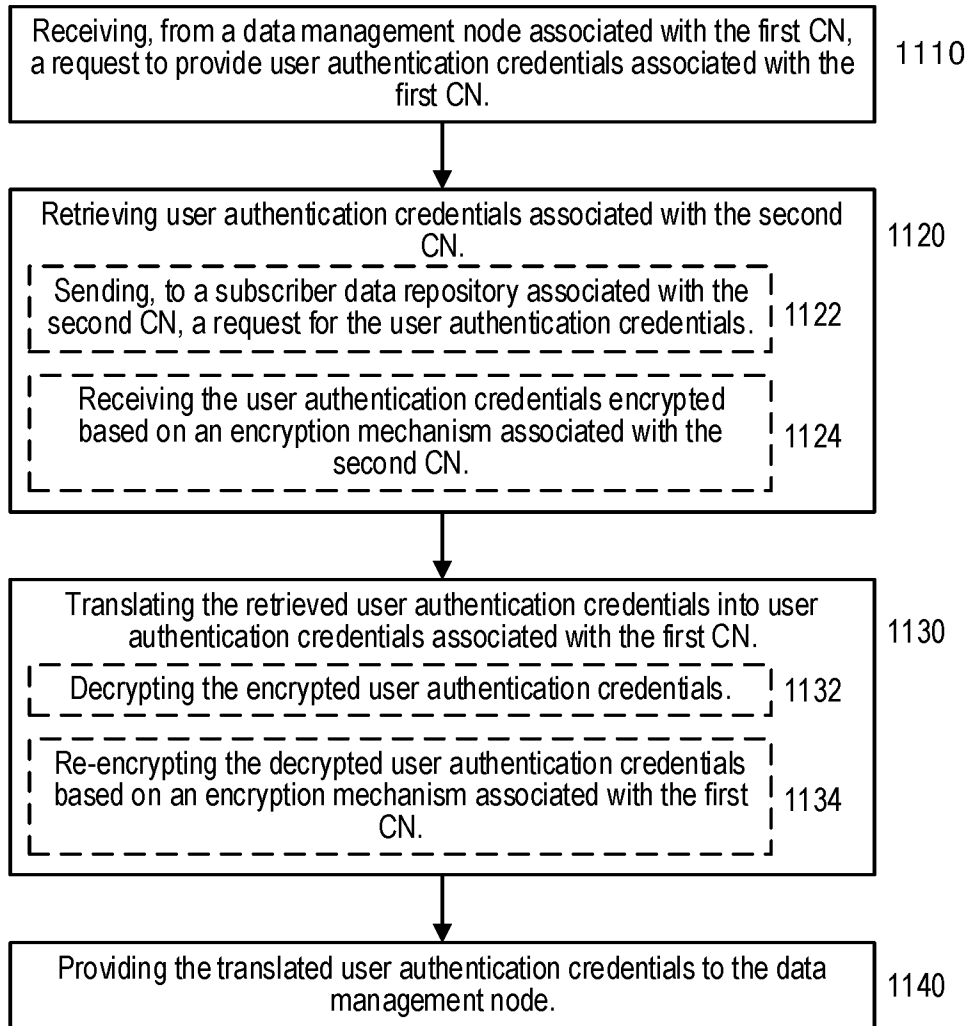 Receiving, from a data management node associated with the first CN,
a request to provide user authentication credentials associated with the
first CN.
1110
Retrieving user authentication credentials associated with the second
CN.
1120
Sending, to a subscriber data repository associated with the
second CN, a request for the user authentication credentials.
1122
Receiving the user authentication credentials encrypted
based on an encryption mechanism associated with the
second CN.
1124
Translating the retrieved user authentication credentials into user
authentication credentials associated with the first CN.
1130
Decrypting the encrypted user authentication credentials.
1132
Re-encrypting the decrypted user authentication credentials
based on an encryption mechanism associated with the first
CN.
1134
Providing the translated user authentication credentials to the data
management node.
1140